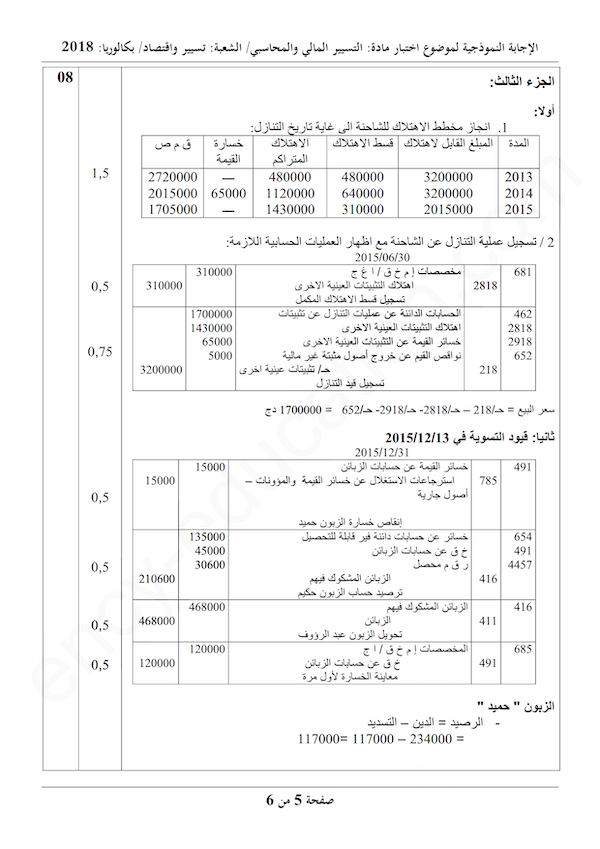 الإجابة النموذجية لموضوع اختبار مادة: التسيير المالي والمحاسبي/ الشعبة: تسيير واقتصاد/ بكالوريا: 2018
08
الجزء الثالث:
أولا:
1. انجاز مخطط الاهتلاك للشاحنة الى غاية تاريخ التنازل:
المدة المبلغ القابل لاهتلاك قسط الاهتلاك الاهتلاك المتراكم خسارة القيمة ق م ص
2013 3200000 480000 480000 — 2720000
2014 3200000 640000 1120000 65000 2015000
2015 2015000 310000 1430000 — 1705000
1,5
2 / تسجيل عملية التنازل عن الشاحنة مع اظهار العمليات الحسابية اللازمة:
2015/06/30
681 مخصصات إ م خ ق / ا غ ج 310000
2818 اهتلاك التثبيتات العينية الاخرى 310000
تسجيل قسط الاهتلاك المكمل
0,5
462 الحسابات الدائنة عن عمليات التنازل عن تثبيتات 1700000
2818 اهتلاك التثبيتات العينية الاخرى 1430000
2918 خسائر القيمة عن التثبيتات العينية الاخرى 65000
652 نواقص القيم عن خروج أصول مثبتة غير مالية 5000
218 حـ/ تثبيتات عينية اخرى 3200000
تسجيل قيد التنازل
0,75
سعر البيع = حـ/218 – حـ/2818- حـ/2918- حـ/652 = 1700000 دج
ثانيا: قيود التسوية في 2015/12/13
2015/12/31
491 خسائر القيمة عن حسابات الزبائن 15000
785 استرجاعات الاستغلال عن خسائر القيمة والمؤونات – 15000
أصول جارية
إنقاص خسارة الزبون حميد
0,5
654 خسائر عن حسابات دائنة فير قابلة للتحصيل 135000
491 خ ق عن حسابات الزبائن 45000
4457 ر ق م محصل 30600
416 الزبائن المشكوك فيهم 210600
ترصيد حساب الزبون حكيم
0,5
416 الزبائن المشكوك فيهم 468000
411 الزبائن 468000
تحويل الزبون عبد الرؤوف
0,5
685 المخصصات إ م خ ق / ا ج 120000
491 خ ق عن حسابات الزبائن 120000
معاينة الخسارة لأول مرة
0,5
الزبون " حميد "
- الرصيد = الدين – التسديد
= 234000 – 117000 =117000
صفحة 5 من 6
ency-education.com